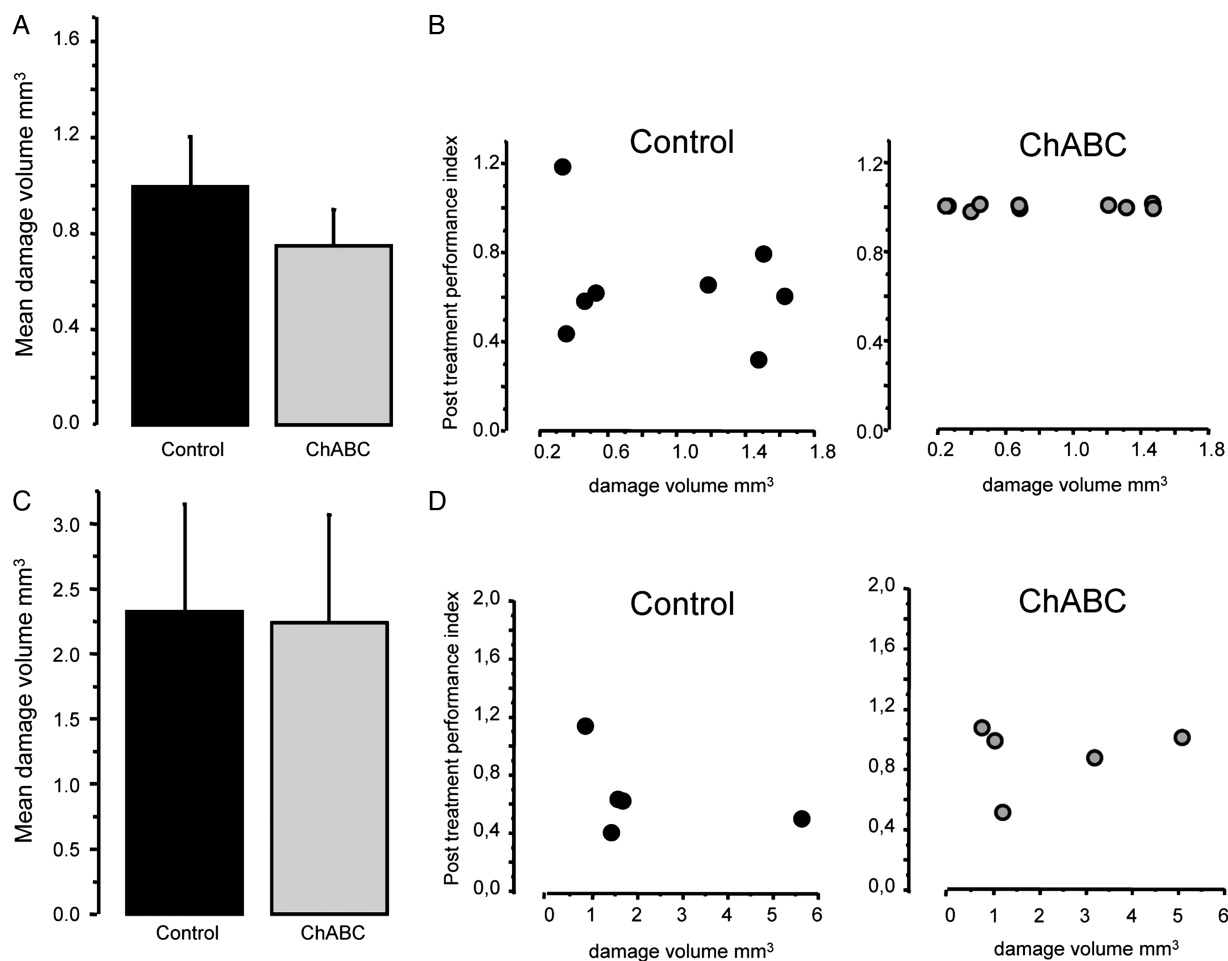 A
Mean damage volume mm³
1.6
1.2
0.8
0.4
0.0
Control
ChABC
B
Control
Post treatment performance index
1.2
0.8
0.4
0.0
0.2
0.6
1.0
1.4
1.8
damage volume mm³
ChABC
1.2
0.8
0.4
0.0
0.2
0.6
1.0
1.4
1.8
damage volume mm³
C
Mean damage volume mm³
3.0
2.5
2.0
1.5
1.0
0.5
0.0
Control
ChABC
D
Control
Post treatment performance index
2,0
1,6
1,2
0.8
0.4
0,0
0
1
2
3
4
5
6
damage volume mm³
ChABC
2,0
1,6
1,2
0,8
0,4
0,0
0
1
2
3
4
5
6
damage volume mm³